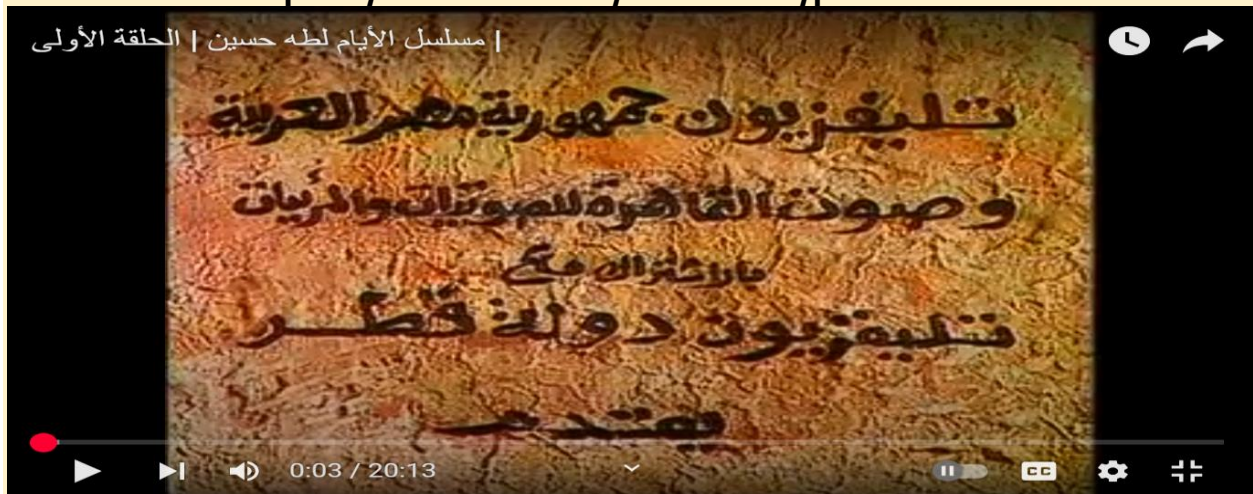 مسلسل الأيام لطه حسين | الحلقة الأولى |
تليفزيون جمهورية مصر العربية
وصوت القاهرة للصوتيات والمرئيات
بالاشتراك مع
تليفزيون دولة قطر
يقدم
0:03 / 20:13
CC